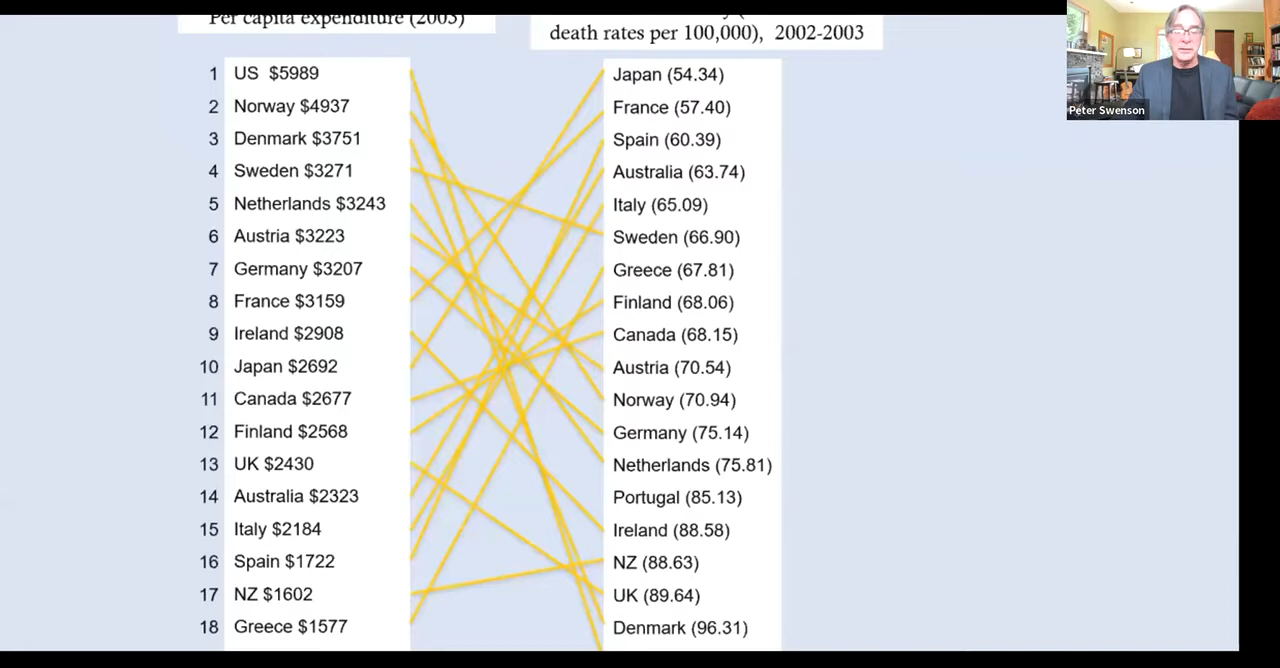 Per capita expenditure (2003)
death rates per 100,000), 2002-2003
1 US $5989
2 Norway $4937
3 Denmark $3751
4 Sweden $3271
5 Netherlands $3243
6 Austria $3223
7 Germany $3207
8 France $3159
9 Ireland $2908
10 Japan $2692
11 Canada $2677
12 Finland $2568
13 UK $2430
14 Australia $2323
15 Italy $2184
16 Spain $1722
17 NZ $1602
18 Greece $1577
Japan (54.34)
France (57.40)
Spain (60.39)
Australia (63.74)
Italy (65.09)
Sweden (66.90)
Greece (67.81)
Finland (68.06)
Canada (68.15)
Austria (70.54)
Norway (70.94)
Germany (75.14)
Netherlands (75.81)
Portugal (85.13)
Ireland (88.58)
NZ (88.63)
UK (89.64)
Denmark (96.31)
Peter Swenson